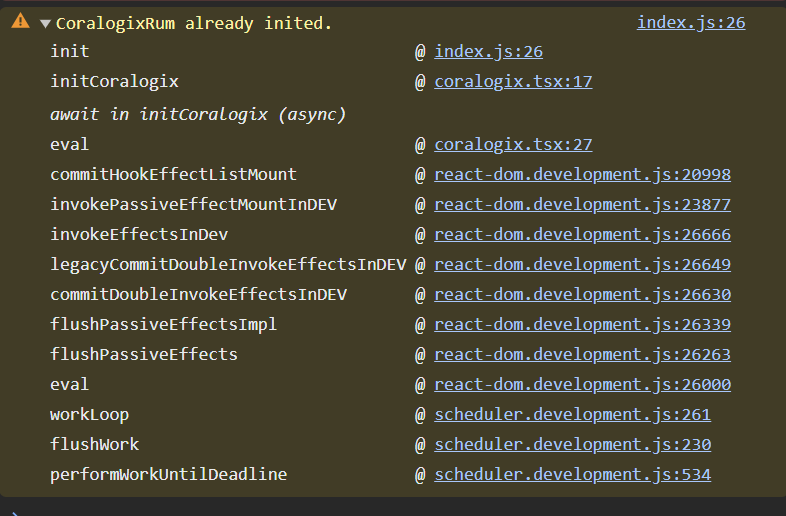 CoralogixRum already inited. index.js:26
init @ index.js:26
initCoralogix @ coralogix.tsx:17
await in initCoralogix (async)
eval @ coralogix.tsx:27
commitHookEffectListMount @ react-dom.development.js:20998
invokePassiveEffectMountInDEV @ react-dom.development.js:23877
invokeEffectsInDev @ react-dom.development.js:26666
legacyCommitDoubleInvokeEffectsInDEV @ react-dom.development.js:26649
commitDoubleInvokeEffectsInDEV @ react-dom.development.js:26630
flushPassiveEffectsImpl @ react-dom.development.js:26339
flushPassiveEffects @ react-dom.development.js:26263
eval @ react-dom.development.js:26000
workLoop @ scheduler.development.js:261
flushWork @ scheduler.development.js:230
performWorkUntilDeadline @ scheduler.development.js:534